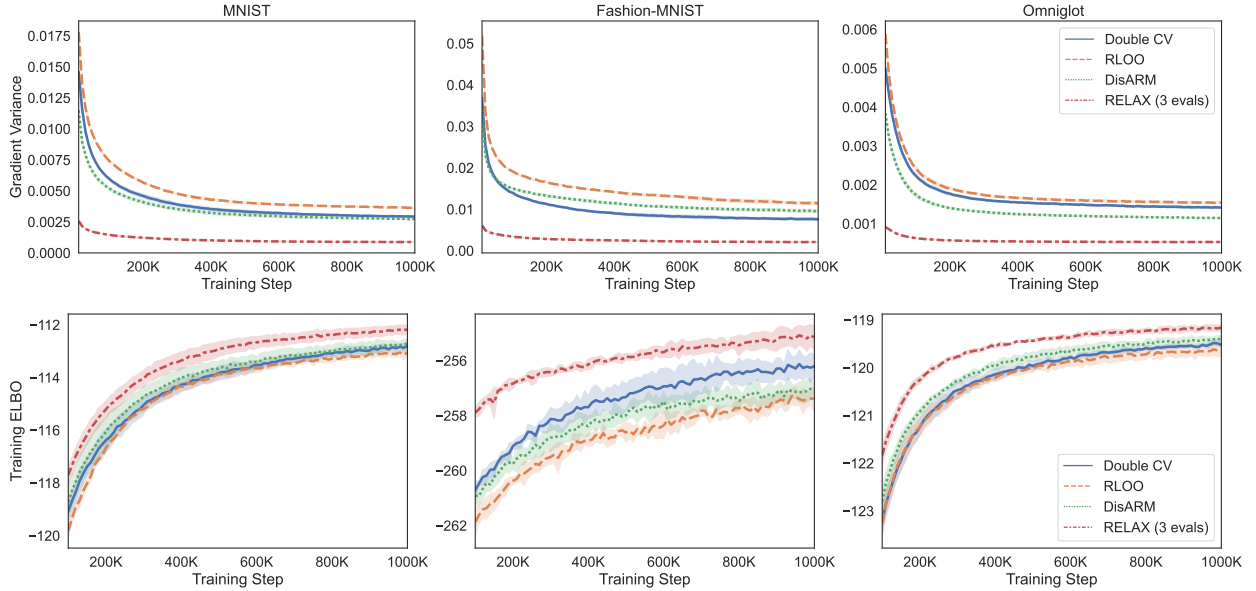 MNIST
Fashion-MNIST
Omniglot
Gradient Variance
0.0175
0.0150
0.0125
0.0100
0.0075
0.0050
0.0025
0.0000
200K 400K 600K 800K 1000K
Training Step
0.05
0.04
0.03
0.02
0.01
0.00
200K 400K 600K 800K 1000K
Training Step
0.006
0.005
0.004
0.003
0.002
0.001
200K 400K 600K 800K 1000K
Training Step
Double CV
RLOO
DisARM
RELAX (3 evals)
Training ELBO
−112
−114
−116
−118
−120
200K 400K 600K 800K 1000K
Training Step
−256
−258
−260
−262
200K 400K 600K 800K 1000K
Training Step
−119
−120
−121
−122
−123
200K 400K 600K 800K 1000K
Training Step
Double CV
RLOO
DisARM
RELAX (3 evals)